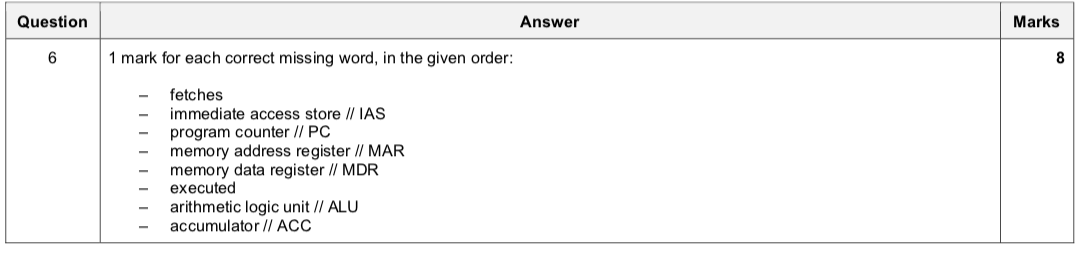 Question Answer Marks
6 1 mark for each correct missing word, in the given order: 8
– fetches
– immediate access store // IAS
– program counter // PC
– memory address register // MAR
– memory data register // MDR
– executed
– arithmetic logic unit // ALU
– accumulator // ACC